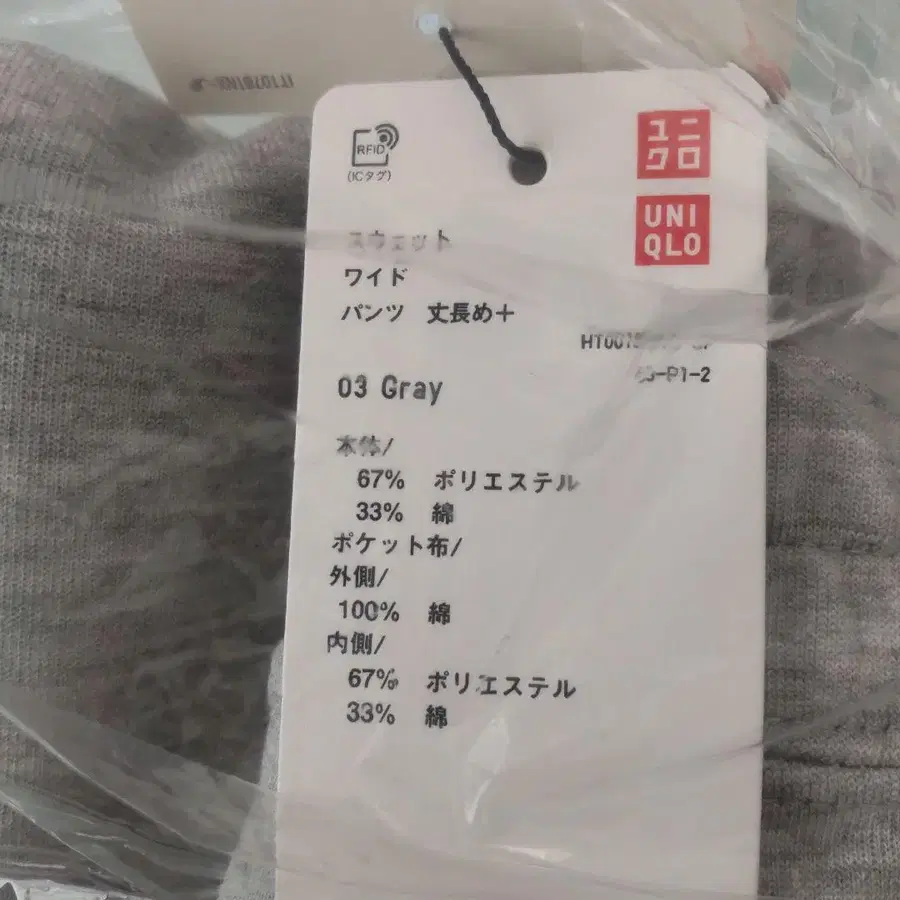 RFID
(ICタグ)
ユニ
クロ
UNI
QLO
スウェット
ワイド
パンツ 丈長め+
03 Gray
本体/
67% ポリエステル
33% 綿
ポケット布/
外側/
100% 綿
内側/
67% ポリエステル
33% 綿